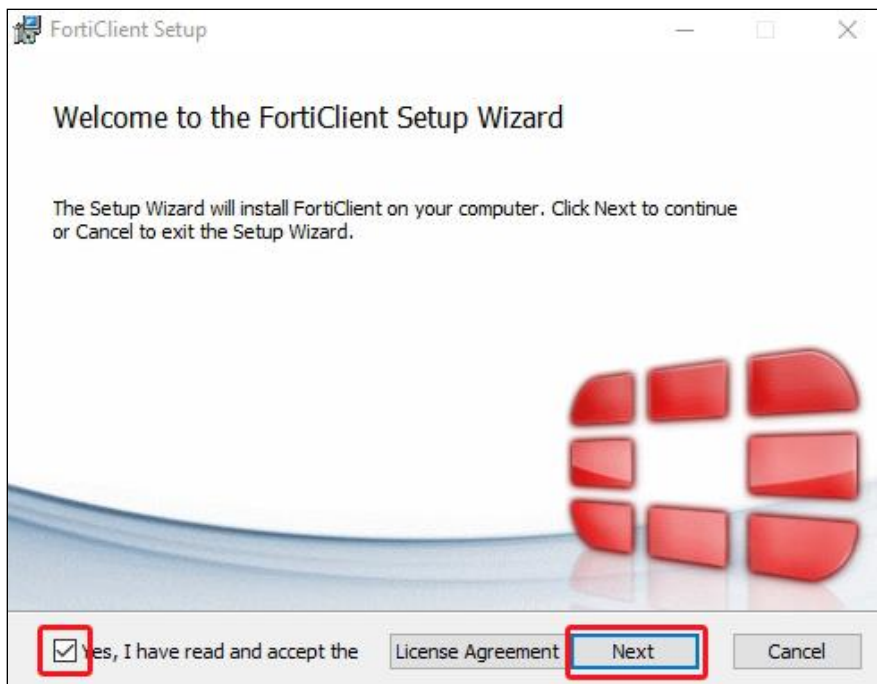 FortiClient Setup
Welcome to the FortiClient Setup Wizard
The Setup Wizard will install FortiClient on your computer. Click Next to continue
or Cancel to exit the Setup Wizard.
Yes, I have read and accept the License Agreement Next Cancel